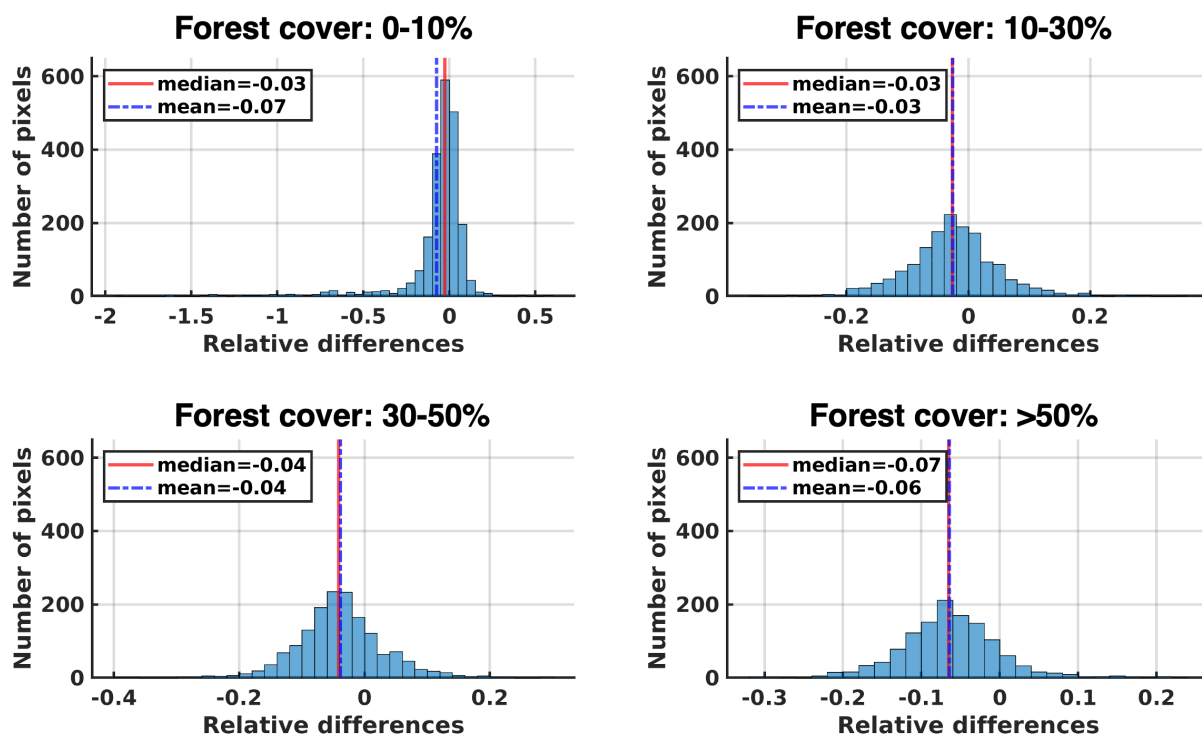 Forest cover: 0-10%
median=-0.03
mean=-0.07
600
400
200
0
Number of pixels
-2
-1.5
-1
-0.5
0
0.5
Relative differences
Forest cover: 10-30%
median=-0.03
mean=-0.03
600
400
200
0
Number of pixels
-0.2
0
0.2
Relative differences
Forest cover: 30-50%
median=-0.04
mean=-0.04
600
400
200
0
Number of pixels
-0.4
-0.2
0
0.2
Relative differences
Forest cover: >50%
median=-0.07
mean=-0.06
600
400
200
0
Number of pixels
-0.3
-0.2
-0.1
0
0.1
0.2
Relative differences